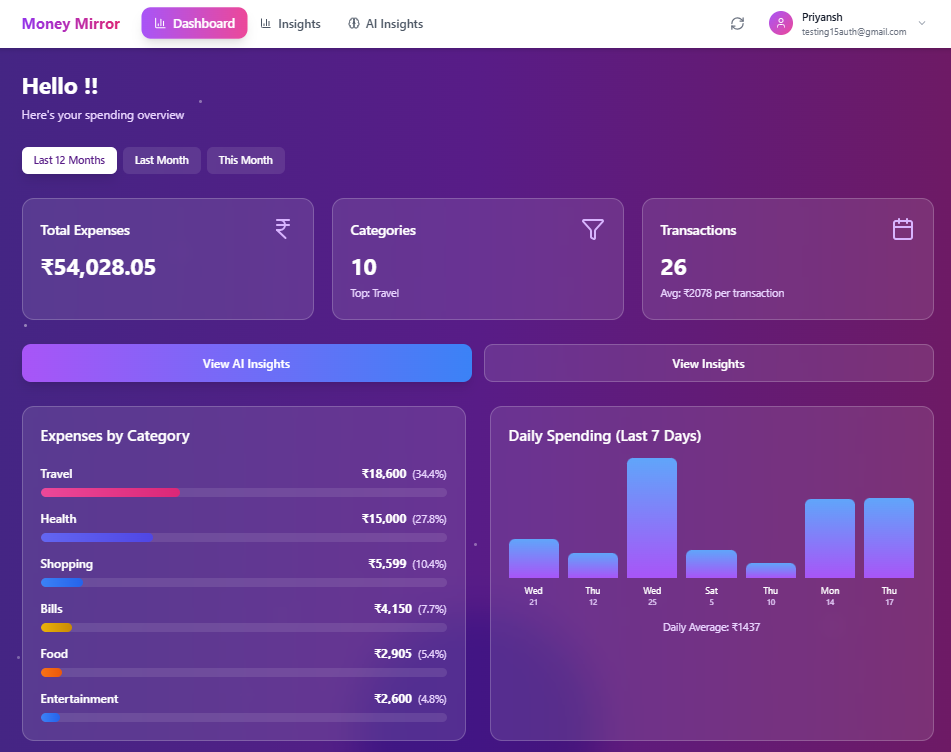 Money Mirror
Dashboard
Insights
AI Insights
Priyansh
testing15auth@gmail.com
Hello !!
Here's your spending overview
Last 12 Months
Last Month
This Month
Total Expenses
₹54,028.05
Categories
10
Top: Travel
Transactions
26
Avg: ₹2078 per transaction
View AI Insights
View Insights
Expenses by Category
Travel ₹18,600 (34.4%)
Health ₹15,000 (27.8%)
Shopping ₹5,599 (10.4%)
Bills ₹4,150 (7.7%)
Food ₹2,905 (5.4%)
Entertainment ₹2,600 (4.8%)
Daily Spending (Last 7 Days)
Wed Thu Wed Sat Thu Mon Thu
21 12 25 5 10 14 17
Daily Average: ₹1437